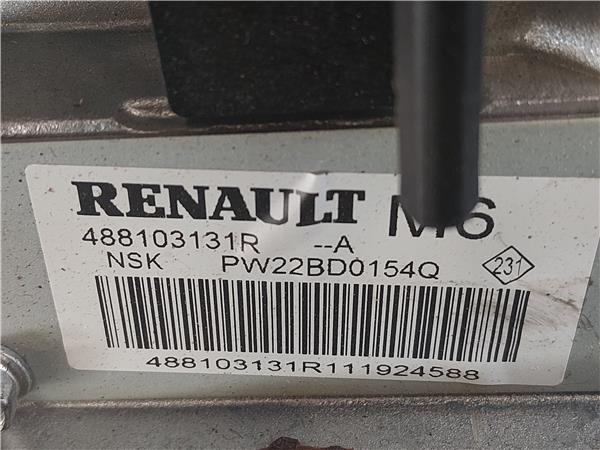 RENAULT M6
488103131R --A
NSK PW22BD0154Q 231
488103131R111924588